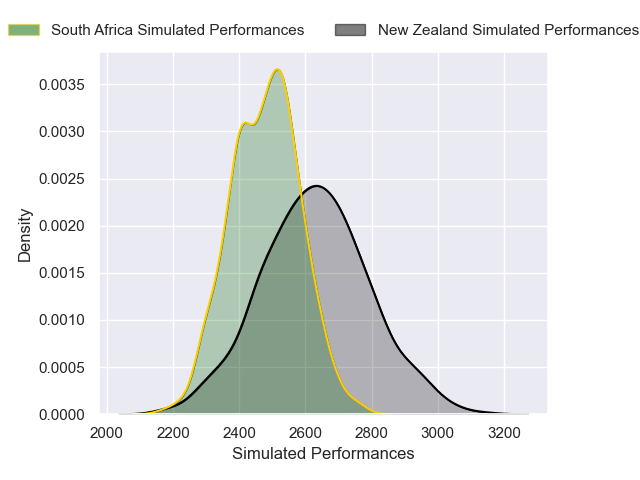 South Africa Simulated Performances
New Zealand Simulated Performances
0.0035
0.0030
0.0025
0.0020
0.0015
0.0010
0.0005
0.0000
Density
2000 2200 2400 2600 2800 3000 3200
Simulated Performances